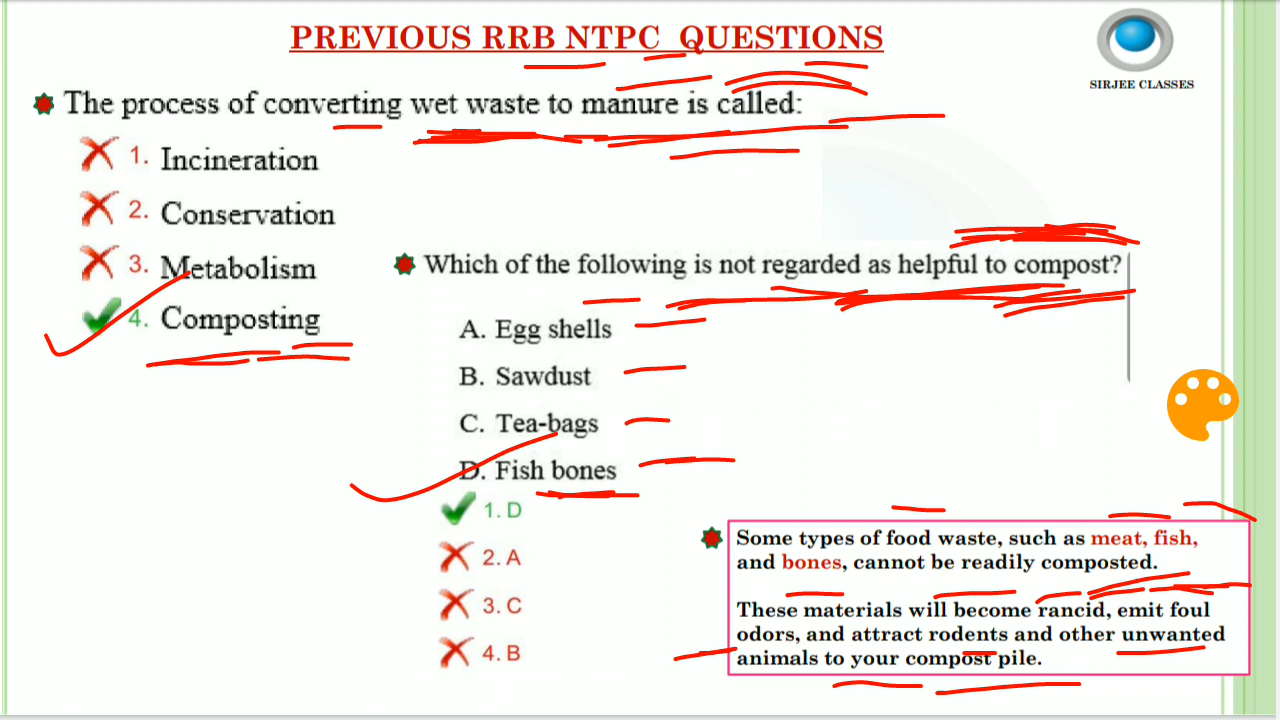 PREVIOUS RRB NTPC QUESTIONS
SIRJEE CLASSES
The process of converting wet waste to manure is called:
1. Incineration
2. Conservation
3. Metabolism
4. Composting
Which of the following is not regarded as helpful to compost?
A. Egg shells
B. Sawdust
C. Tea-bags
D. Fish bones
1. D
2. A
3. C
4. B
Some types of food waste, such as meat, fish,
and bones, cannot be readily composted.
These materials will become rancid, emit foul
odors, and attract rodents and other unwanted
animals to your compost pile.